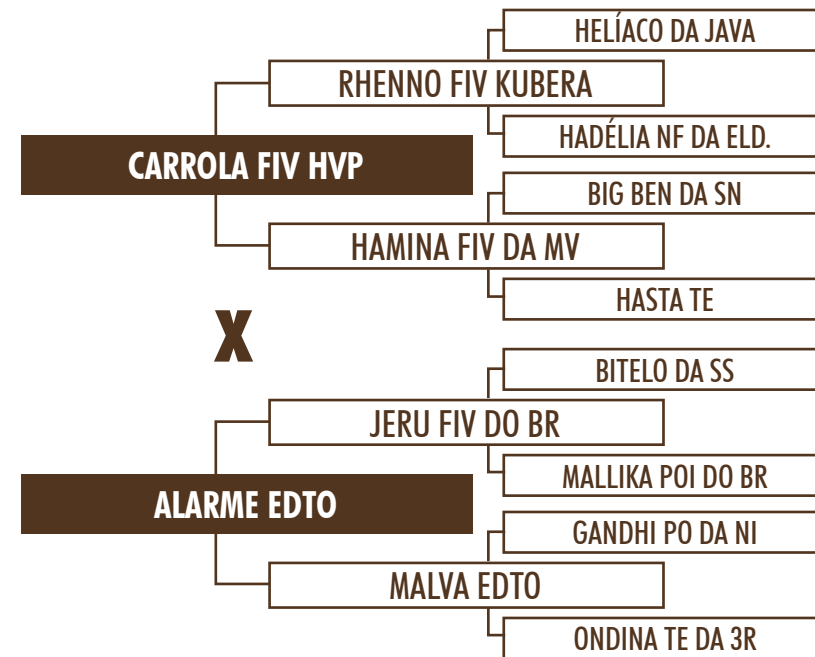 HELÍACO DA JAVA
RHENNO FIV KUBERA
HADÉLIA NF DA ELD.
CARROLA FIV HVP
BIG BEN DA SN
HAMINA FIV DA MV
HASTA TE
X
BITELO DA SS
JERU FIV DO BR
MALLIKA POI DO BR
ALARME EDTO
GANDHI PO DA NI
MALVA EDTO
ONDINA TE DA 3R